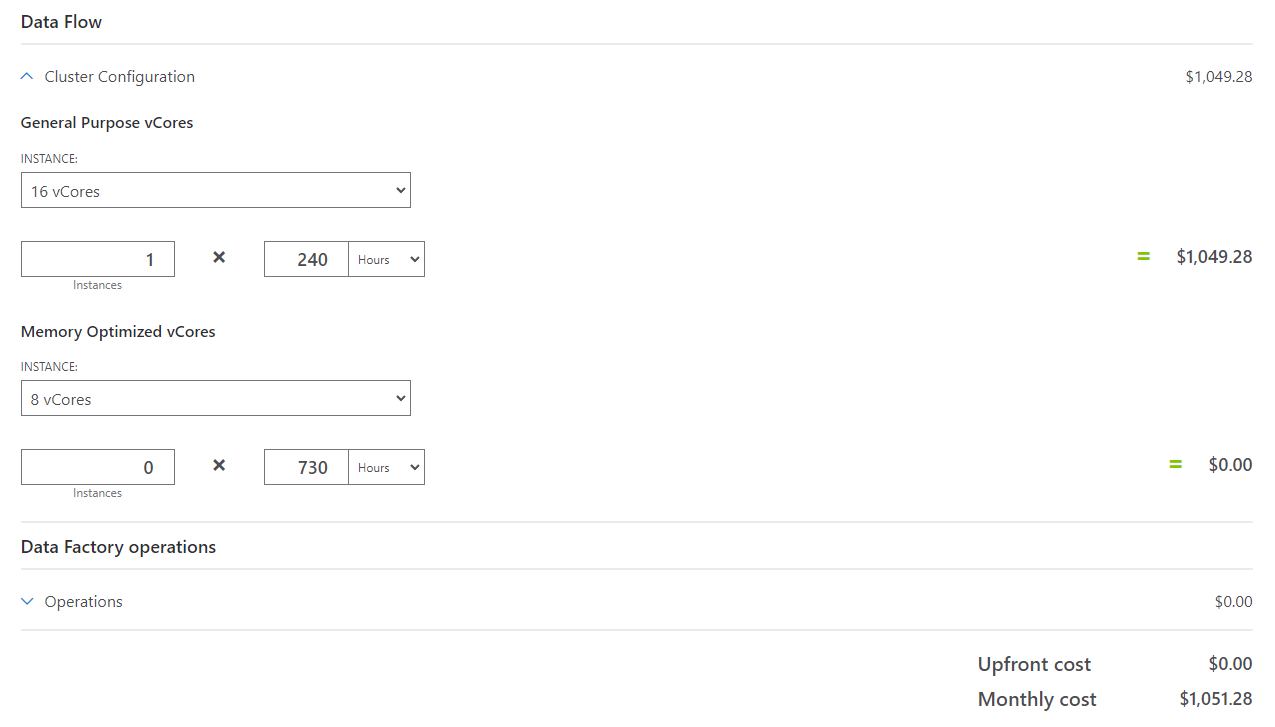 Data Flow
Cluster Configuration $1,049.28
General Purpose vCores
INSTANCE:
16 vCores
1 × 240 Hours = $1,049.28
Instances
Memory Optimized vCores
INSTANCE:
8 vCores
0 × 730 Hours = $0.00
Instances
Data Factory operations
Operations $0.00
Upfront cost $0.00
Monthly cost $1,051.28